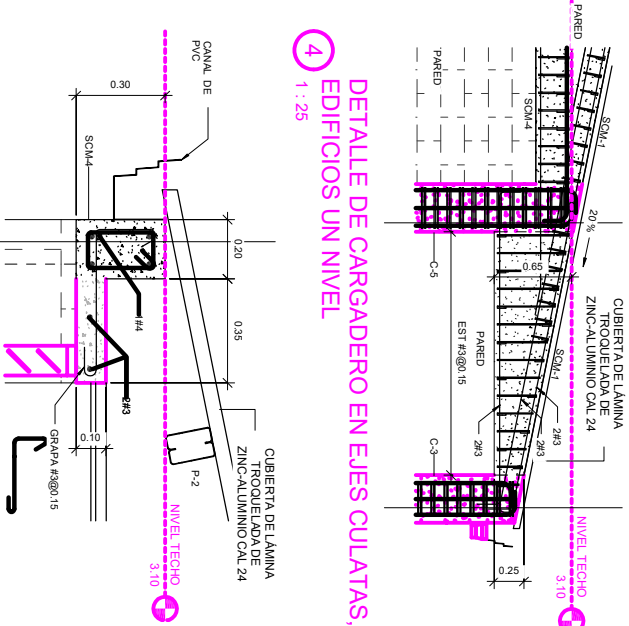 PARED
'PARED
SCM-4
SCM-1
20 %
C-5
0.65
EST #3@0.15
PARED
SCM-1
2#3
2#3
2#3
C-3
CUBIERTA DE LÁMINA
TROQUELADA DE
ZINC-ALUMINIO CAL 24
NIVEL TECHO
3.10
0.25
4
DETALLE DE CARGADERO EN EJES CULATAS,
EDIFICIOS UN NIVEL
1 : 25
CANAL DE
PVC
0.30
SCM-4
0.20
0.35
1#4
2#3
0.10
GRAPA #3@0.15
P-2
CUBIERTA DE LÁMINA
TROQUELADA DE
ZINC-ALUMINIO CAL 24
NIVEL TECHO
3.10